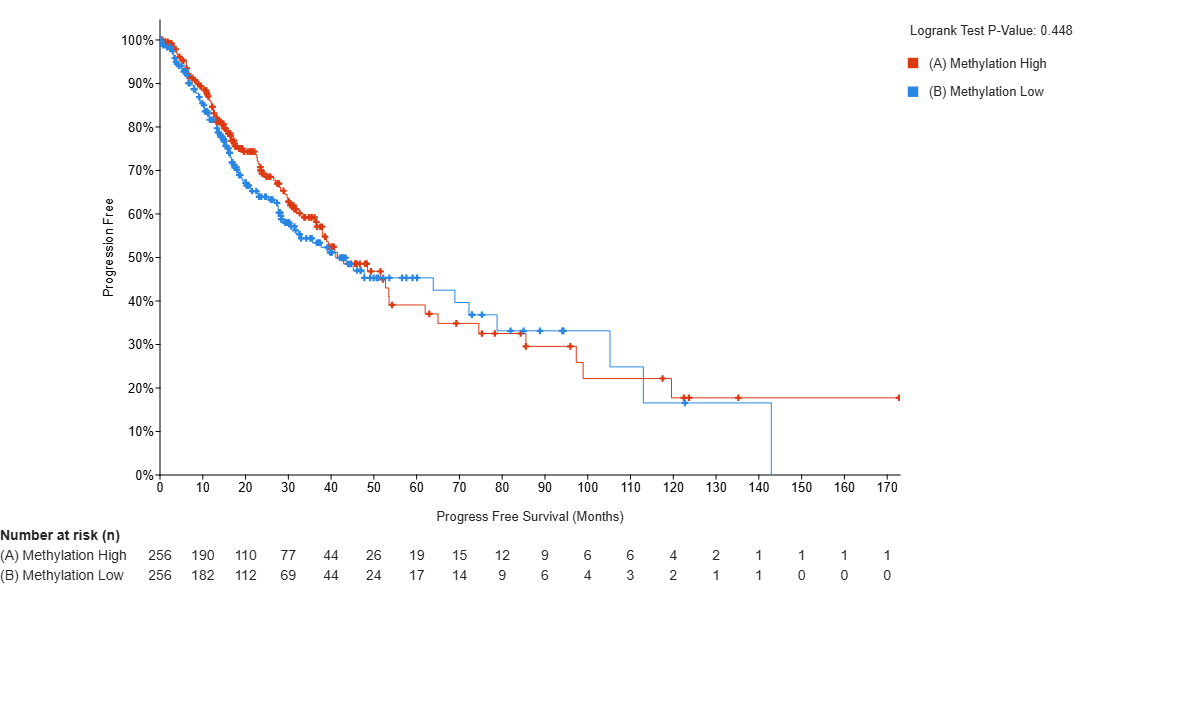 Logrank Test P-Value: 0.448
(A) Methylation High
(B) Methylation Low
Progression Free
100%
90%
80%
70%
60%
50%
40%
30%
20%
10%
0%
0 10 20 30 40 50 60 70 80 90 100 110 120 130 140 150 160 170
Progress Free Survival (Months)
Number at risk (n)
(A) Methylation High 256 190 110 77 44 26 19 15 12 9 6 6 4 2 1 1 1 1
(B) Methylation Low 256 182 112 69 44 24 17 14 9 6 4 3 2 1 1 0 0 0